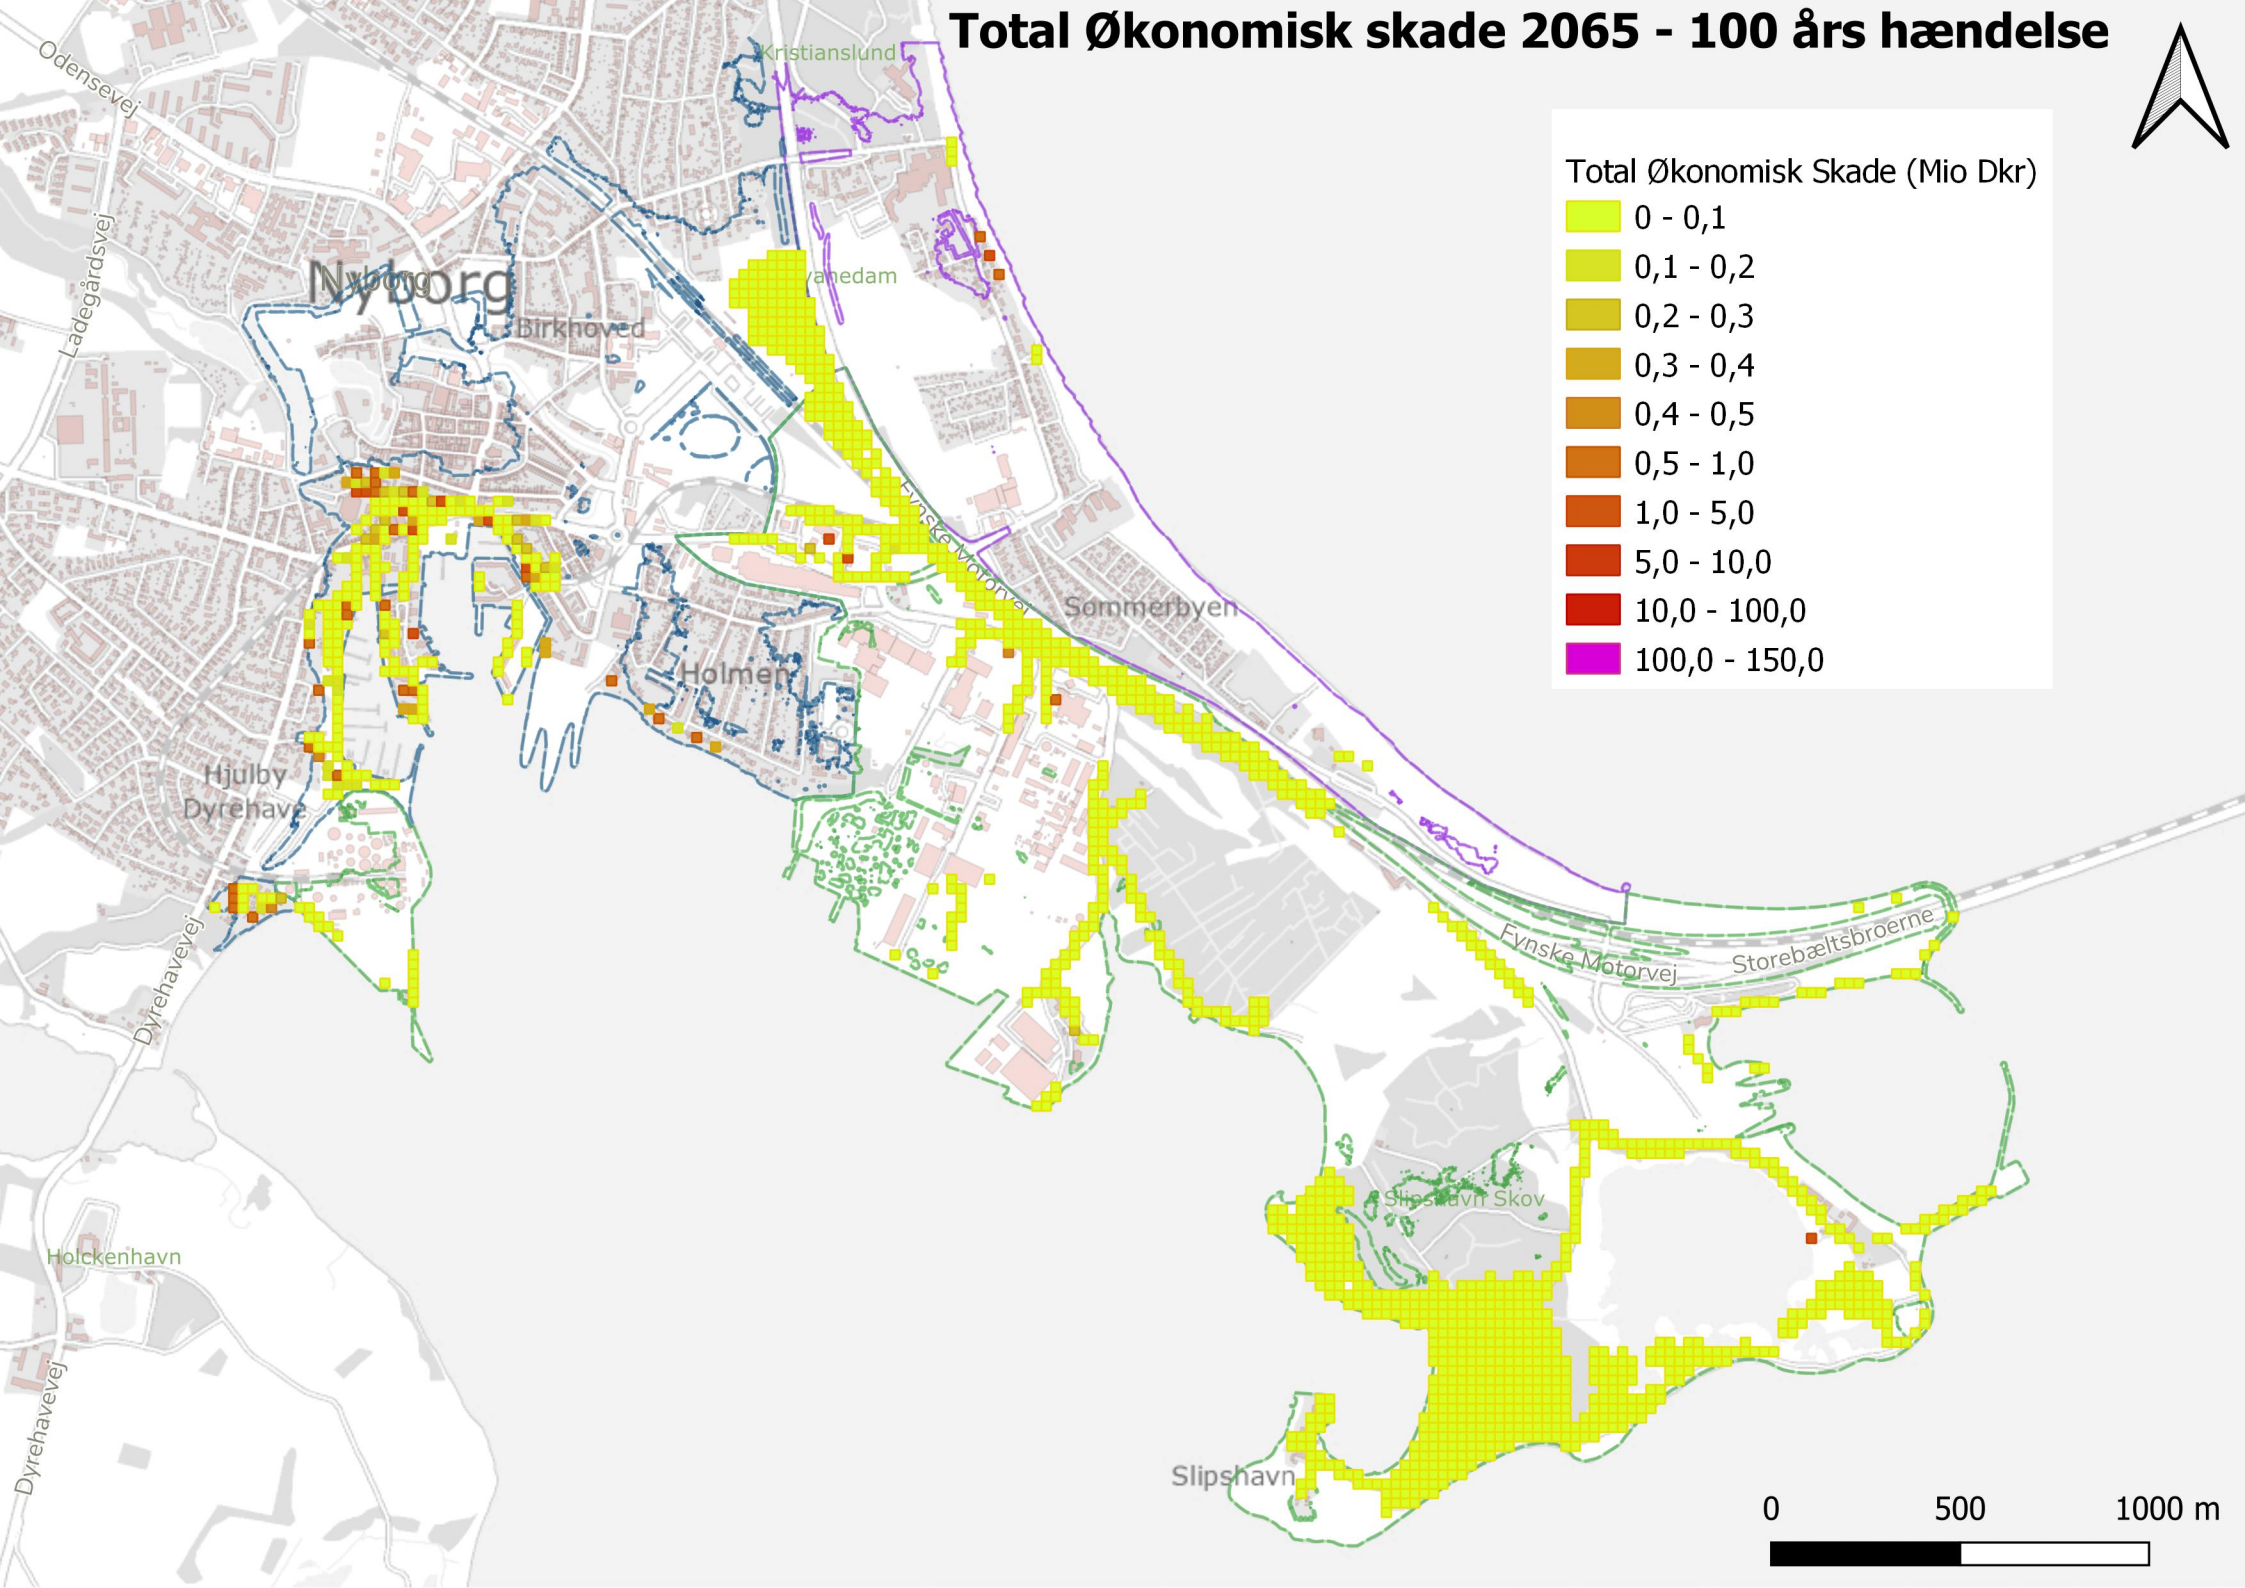 Total Økonomisk skade 2065 - 100 års hændelse
Total Økonomisk Skade (Mio Dkr)
0 - 0,1
0,1 - 0,2
0,2 - 0,3
0,3 - 0,4
0,4 - 0,5
0,5 - 1,0
1,0 - 5,0
5,0 - 10,0
10,0 - 100,0
100,0 - 150,0
Odensevej
Kristianslund
Ladegårdsvej
Nyborg
Nyborg
Birkhoved
vanedam
Fynske Motorvej
Sommerbyen
Holmen
Hjulby
Dyrehave
Dyrehavevej
Fynske Motorvej
Storebæltsbroerne
Slipshavn Skov
Holckenhavn
Dyrehavevej
Slipshavn
0 500 1000 m